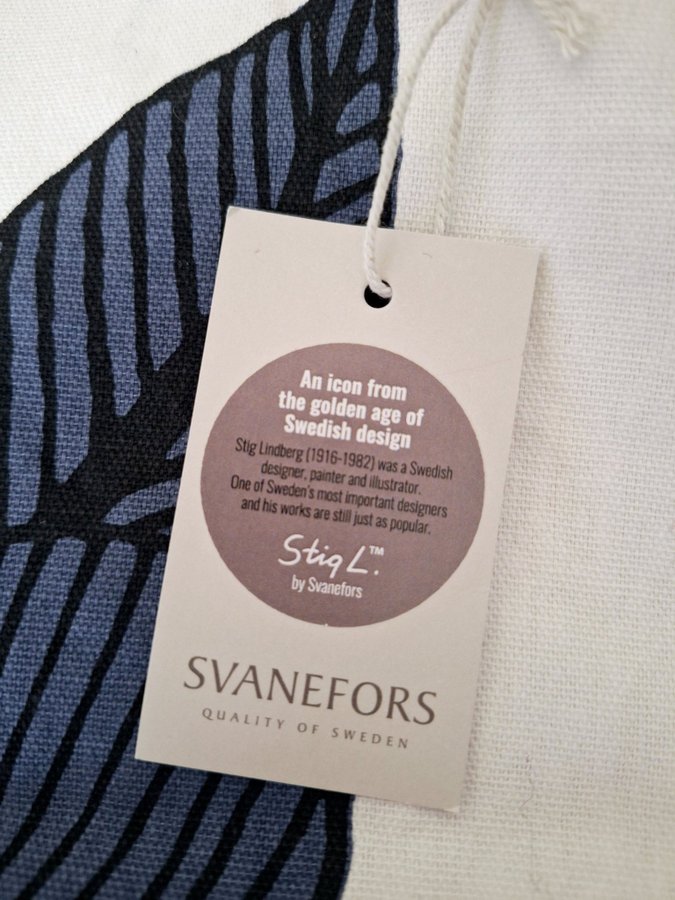 An icon from
the golden age of
Swedish design
Stig Lindberg (1916-1982) was a Swedish
designer, painter and illustrator.
One of Sweden's most important designers
and his works are still just as popular.
Stig L.™
by Svanefors
SVANEFORS
QUALITY OF SWEDEN